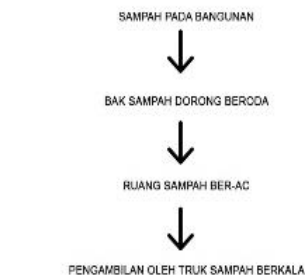 SAMPAH PADA BANGUNAN
BAK SAMPAH DORONG BERODA
RUANG SAMPAH BER-AC
PENGAMBILAN OLEH TRUK SAMPAH BERKALA